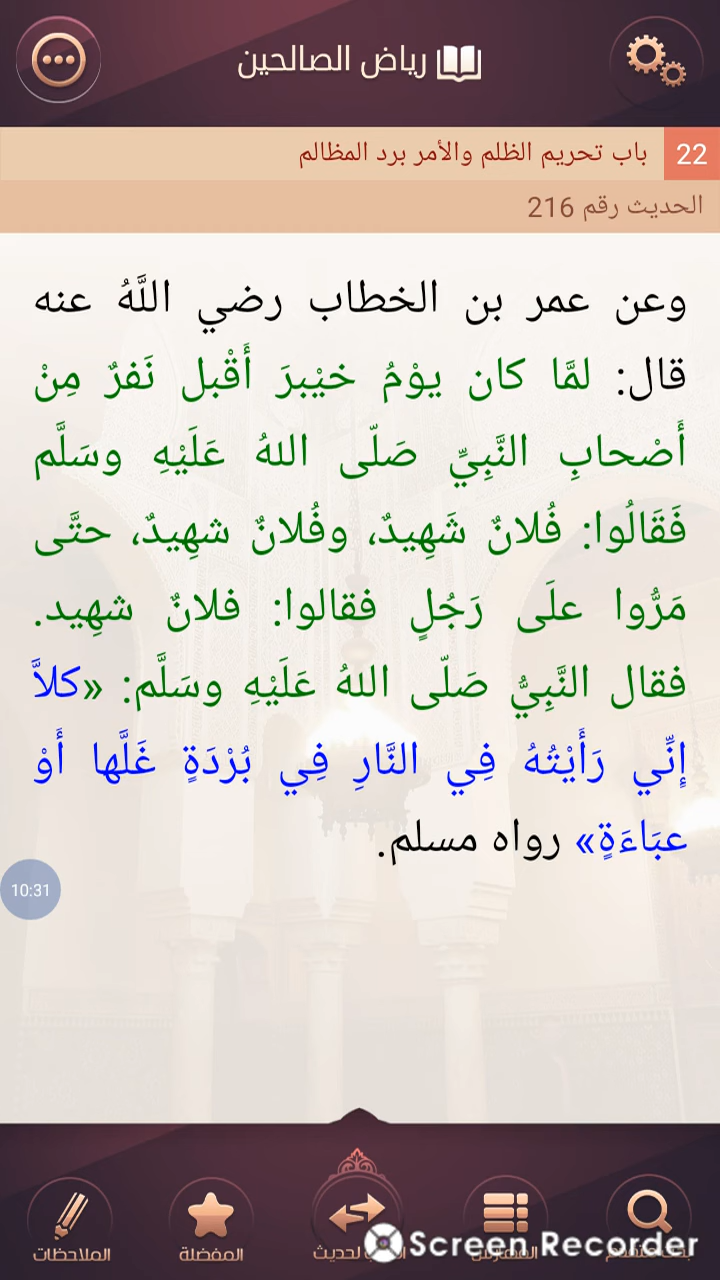 رياض الصالحين
22 باب تحريم الظلم والأمر برد المظالم
الحديث رقم 216
وعن عمر بن الخطاب رضي اللَّهُ عنه
قال: لمَّا كان يوْمُ خيْبرَ أَقْبل نَفرٌ مِنْ
أَصْحابِ النَّبِيِّ صَلّى اللهُ عَلَيْهِ وسَلَّم
فَقَالُوا: فُلانٌ شَهِيدٌ، وفُلانٌ شهِيدٌ، حتَّى
مَرُّوا علَى رَجُلٍ فقالوا: فلانٌ شهِيد.
فقال النَّبِيُّ صَلّى اللهُ عَلَيْهِ وسَلَّم: «كلاَّ
إِنِّي رَأَيْتُهُ فِي النَّارِ فِي بُرْدَةٍ غَلَّها أَوْ
عبَاءَةٍ» رواه مسلم.
10:31
الملاحظات
المفضلة
لحديث
Screen Recorder